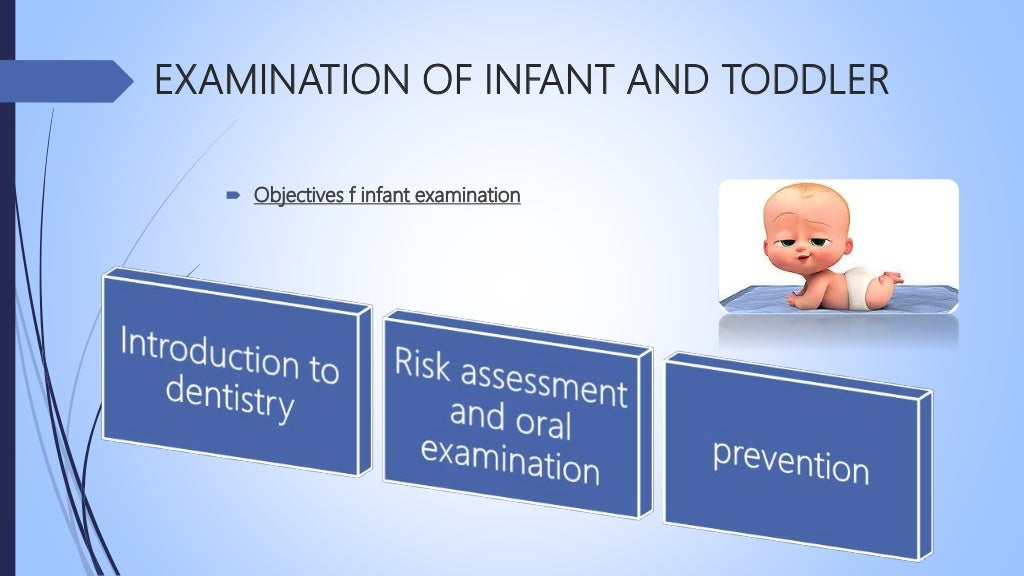 EXAMINATION OF INFANT AND TODDLER
Objectives f infant examination
Introduction to
dentistry
Risk assessment
and oral
examination
prevention